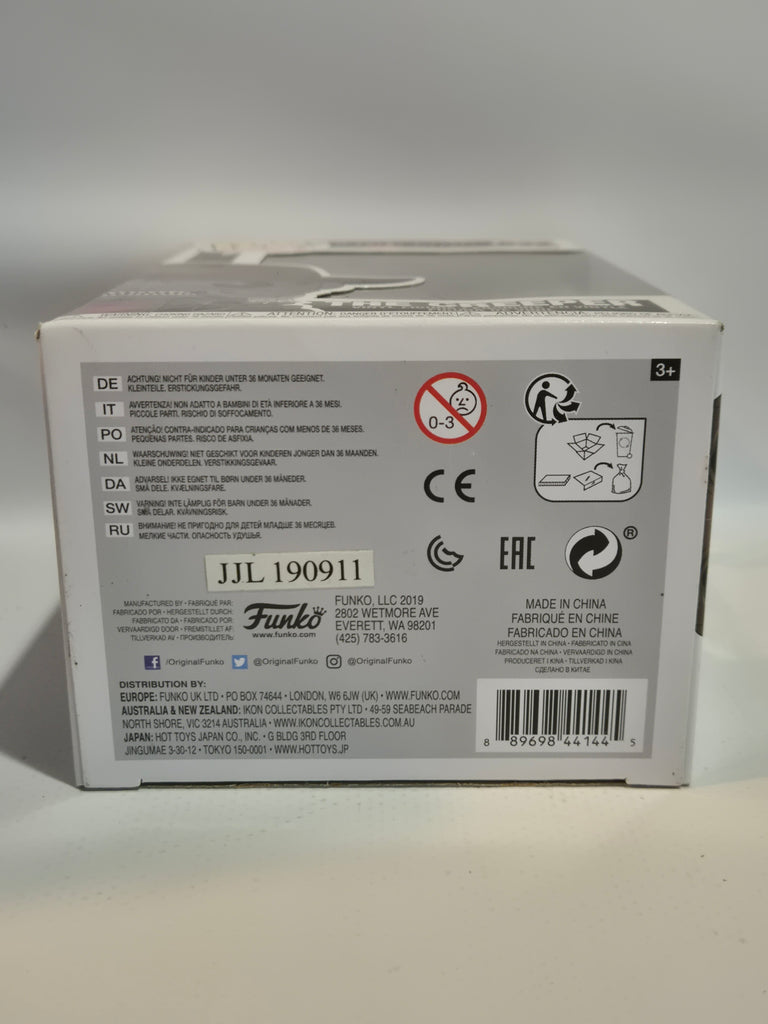 THE CREEPER
3+
DE ACHTUNG! NICHT FÜR KINDER UNTER 36 MONATEN GEEIGNET.
KLEINTEILE. ERSTICKUNGSGEFAHR.
IT AVVERTENZA! NON ADATTO A BAMBINI DI ETÀ INFERIORE A 36 MESI.
PICCOLE PARTI. RISCHIO DI SOFFOCAMENTO.
PO ATENÇÃO! CONTRA-INDICADO PARA CRIANÇAS COM MENOS DE 36 MESES.
PEQUENAS PARTES. RISCO DE ASFIXIA.
NL WAARSCHUWING! NIET GESCHIKT VOOR KINDEREN JONGER DAN 36 MAANDEN.
KLEINE ONDERDELEN. VERSTIKKINGSGEVAAR.
DA ADVARSEL! IKKE EGNET TIL BØRN UNDER 36 MÅNEDER.
SMÅ DELE. KVÆLNINGSFARE.
SW VARNING! INTE LÄMPLIG FÖR BARN UNDER 36 MÅNADER.
SMÅ DELAR. KVÄVNINGSRISK.
RU ВНИМАНИЕ! НЕ ПРИГОДНО ДЛЯ ДЕТЕЙ МЛАДШЕ 36 МЕСЯЦЕВ.
МЕЛКИЕ ЧАСТИ. ОПАСНОСТЬ УДУШЬЯ.
0-3
CE
EAC
®
JJL 190911
MANUFACTURED BY • FABRIQUÉ PAR:
FABRICADO POR • HERGESTELLT DURCH:
FABBRICATO DA • FABRICADO POR:
VERVAARDIGD DOOR • FREMSTILLET AF:
TILLVERKAD AV • ПРОИЗВОДИТЕЛЬ:
Funko
www.funko.com
FUNKO, LLC 2019
2802 WETMORE AVE
EVERETT, WA 98201
(425) 783-3616
MADE IN CHINA
FABRIQUÉ EN CHINE
FABRICADO EN CHINA
HERGESTELLT IN CHINA • FABBRICATO IN CINA
FABRICADO NA CHINA • VERVAARDIGD IN CHINA
PRODUCERET I KINA • TILLVERKAD I KINA
СДЕЛАНО В КИТАЕ
/OriginalFunko @OriginalFunko @OriginalFunko
DISTRIBUTION BY:
EUROPE: FUNKO UK LTD • PO BOX 74644 • LONDON, W6 6JW (UK) • WWW.FUNKO.COM
AUSTRALIA & NEW ZEALAND: IKON COLLECTABLES PTY LTD • 49-59 SEABEACH PARADE
NORTH SHORE, VIC 3214 AUSTRALIA • WWW.IKONCOLLECTABLES.COM.AU
JAPAN: HOT TOYS JAPAN CO., INC. • G BLDG 3RD FLOOR
JINGUMAE 3-30-12 • TOKYO 150-0001 • WWW.HOTTOYS.JP
8 89698 44144 5